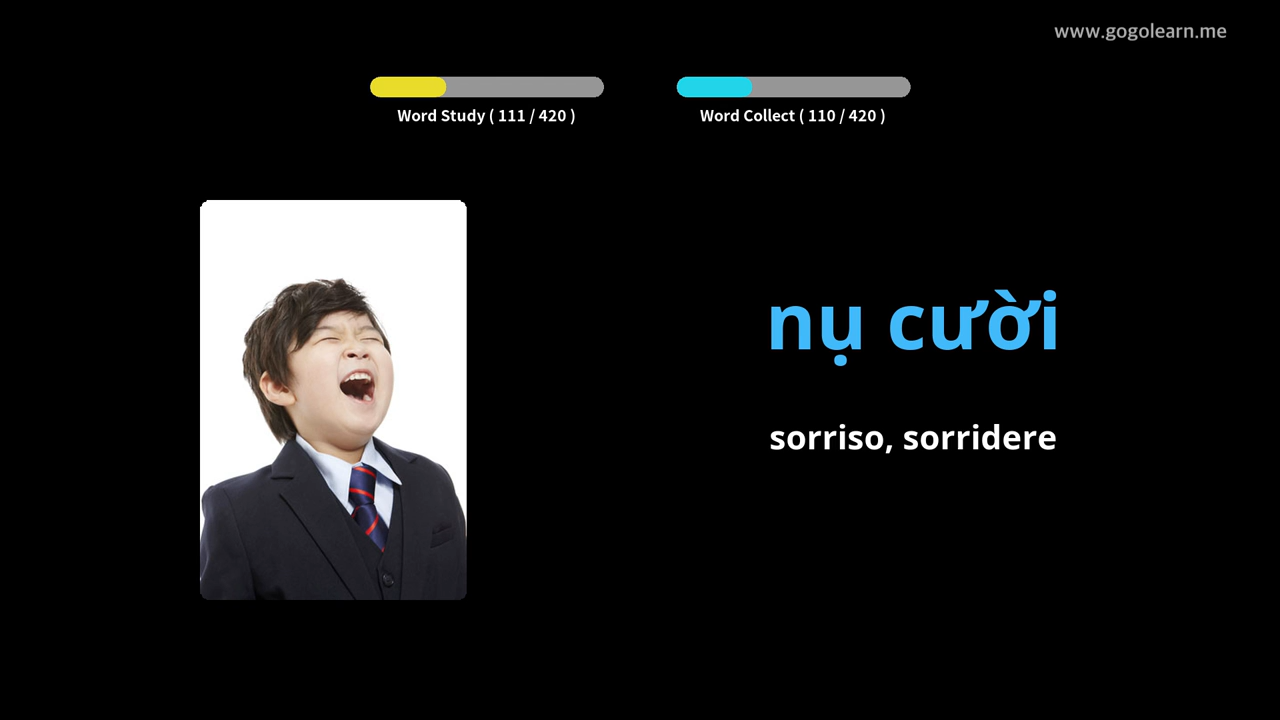 www.gogolearn.me
Word Study ( 111 / 420 )
Word Collect ( 110 / 420 )
nụ cười
sorriso, sorridere